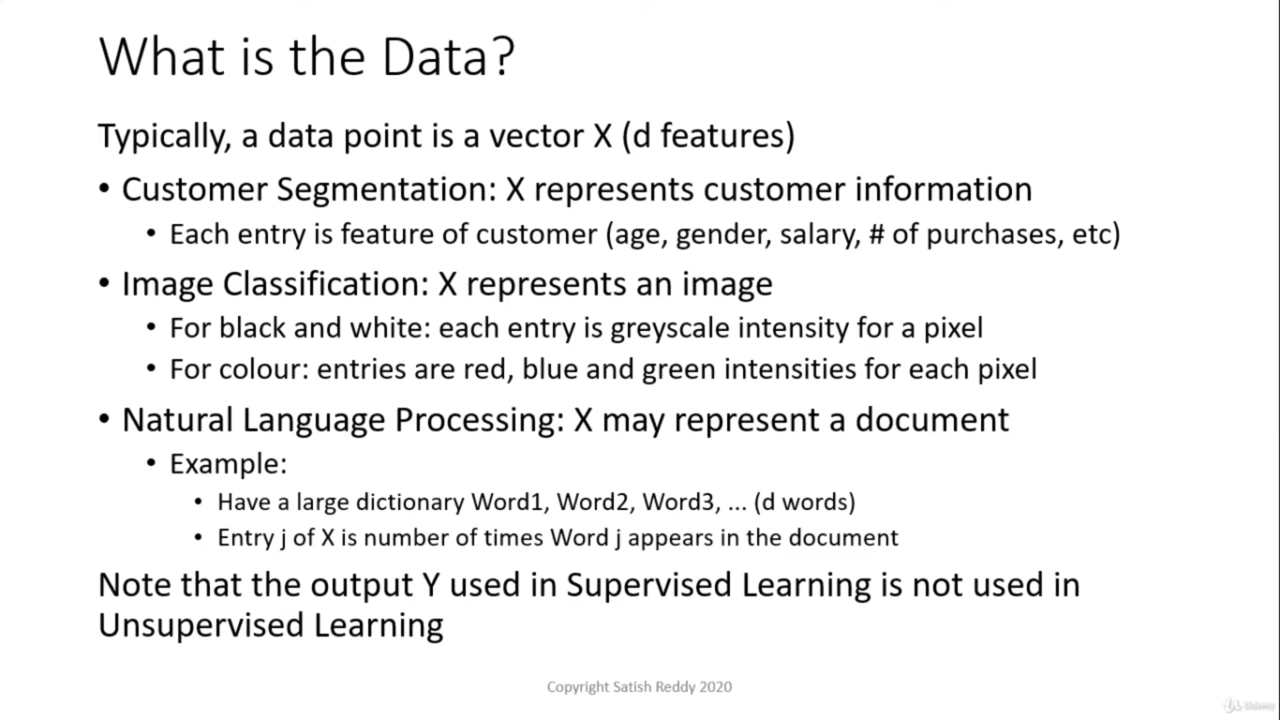 What is the Data?
Typically, a data point is a vector X (d features)
• Customer Segmentation: X represents customer information
• Each entry is feature of customer (age, gender, salary, # of purchases, etc)
• Image Classification: X represents an image
• For black and white: each entry is greyscale intensity for a pixel
• For colour: entries are red, blue and green intensities for each pixel
• Natural Language Processing: X may represent a document
• Example:
• Have a large dictionary Word1, Word2, Word3, ... (d words)
• Entry j of X is number of times Word j appears in the document
Note that the output Y used in Supervised Learning is not used in
Unsupervised Learning
Copyright Satish Reddy 2020
Udemy